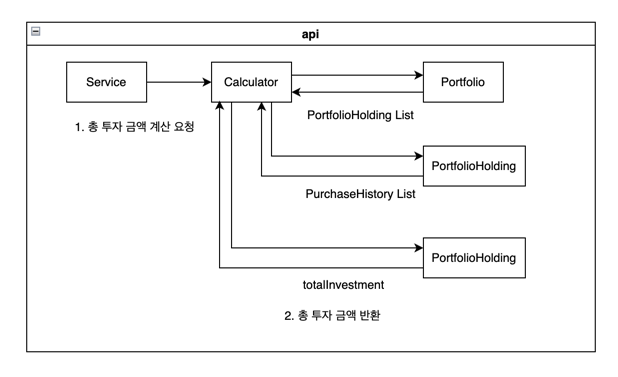 api
Service
Calculator
Portfolio
1. 총 투자 금액 계산 요청
PortfolioHolding List
PortfolioHolding
PurchaseHistory List
PortfolioHolding
totalInvestment
2. 총 투자 금액 반환